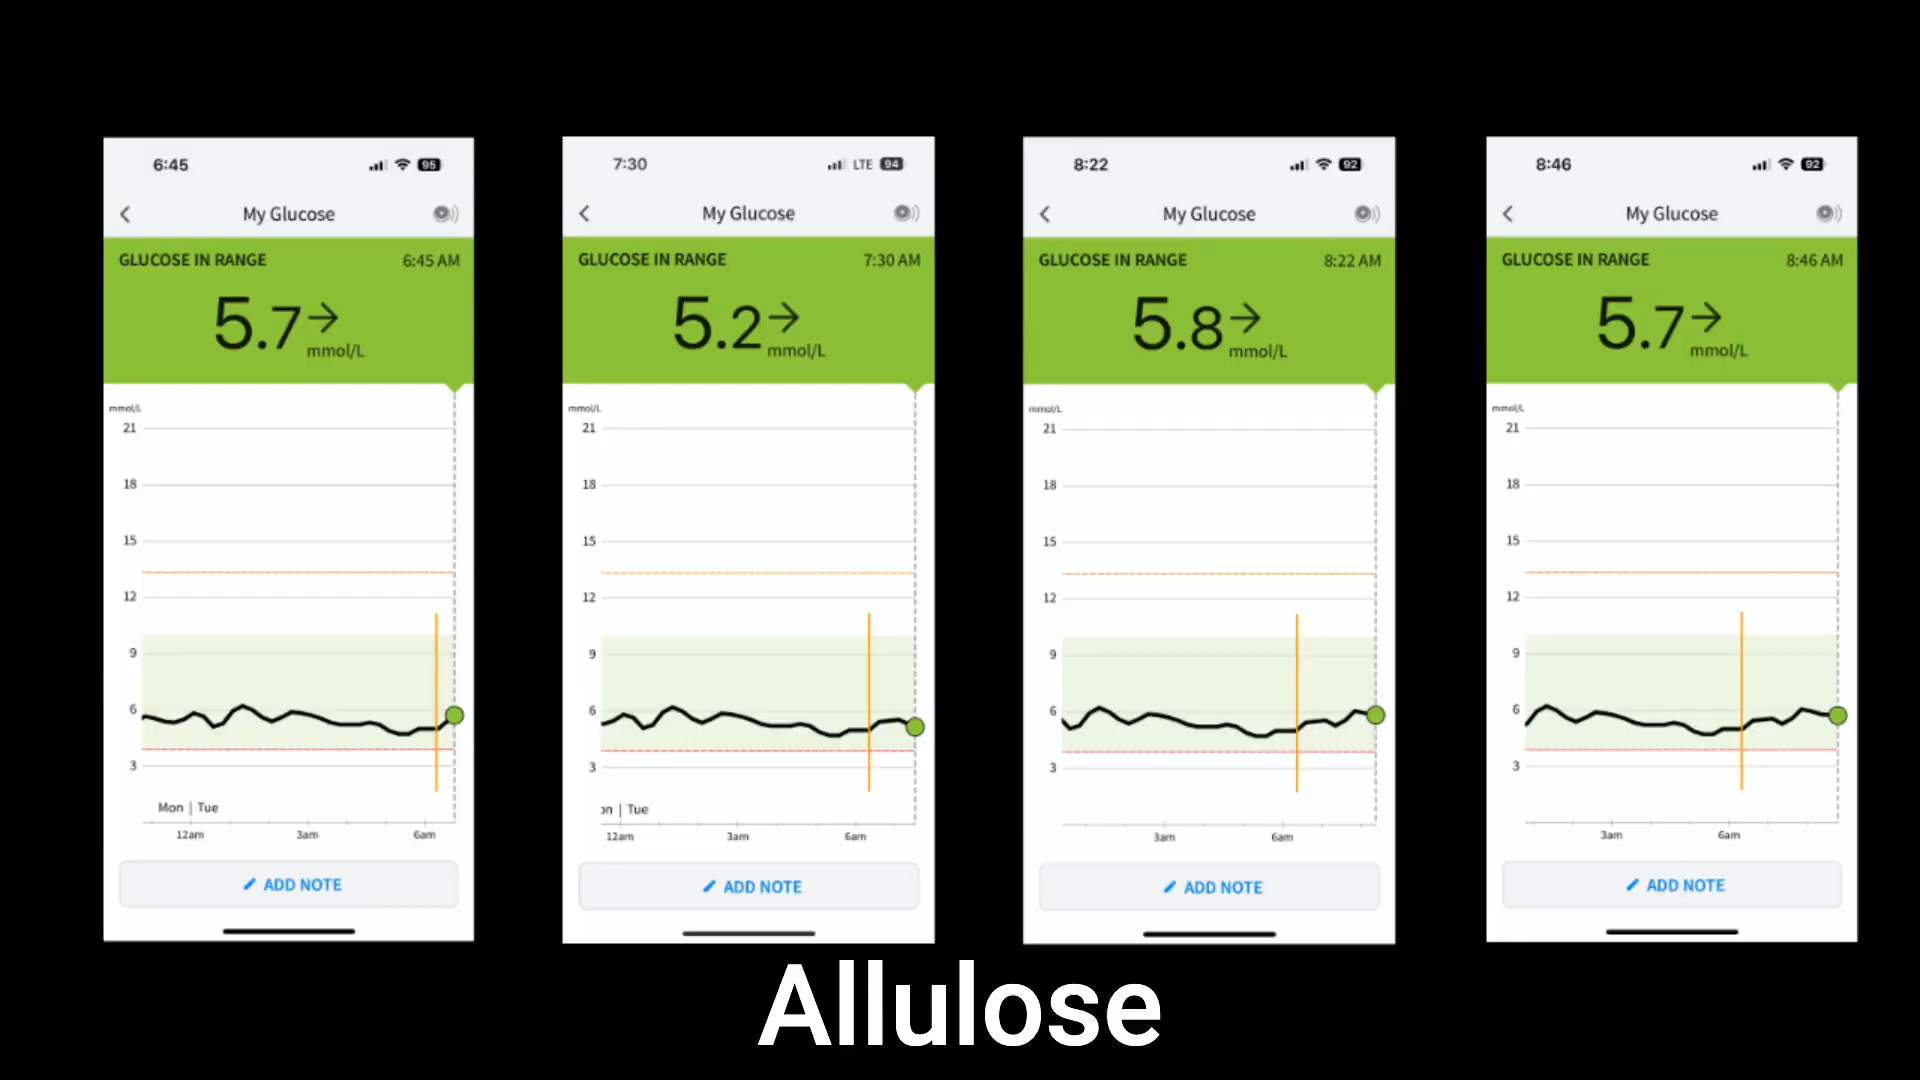 6:45
95
My Glucose
GLUCOSE IN RANGE 6:45 AM
5.7→
mmol/L
mmol/L
21
18
15
12
9
6
3
Mon | Tue
12am 3am 6am
ADD NOTE
7:30
LTE 94
My Glucose
GLUCOSE IN RANGE 7:30 AM
5.2→
mmol/L
mmol/L
21
18
15
12
9
6
3
on | Tue
12am 3am 6am
ADD NOTE
8:22
92
My Glucose
GLUCOSE IN RANGE 8:22 AM
5.8→
mmol/L
mmol/L
21
18
15
12
9
6
3
3am 6am
ADD NOTE
8:46
92
My Glucose
GLUCOSE IN RANGE 8:46 AM
5.7→
mmol/L
mmol/L
21
18
15
12
9
6
3
3am 6am
ADD NOTE
Allulose